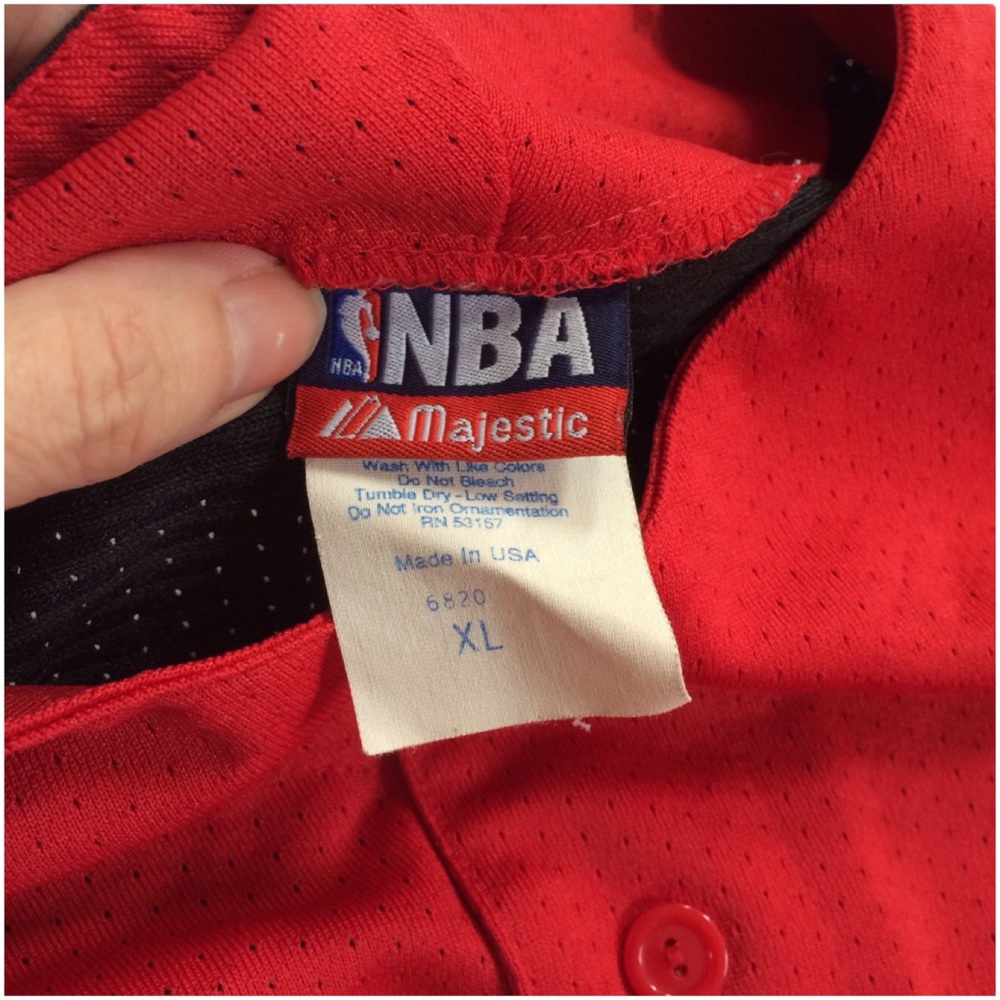 NBA NBA
Majestic
Wash With Like Colors
Do Not Bleach
Tumble Dry - Low Setting
Do Not Iron Ornamentation
RN 53157
Made In USA
6820
XL